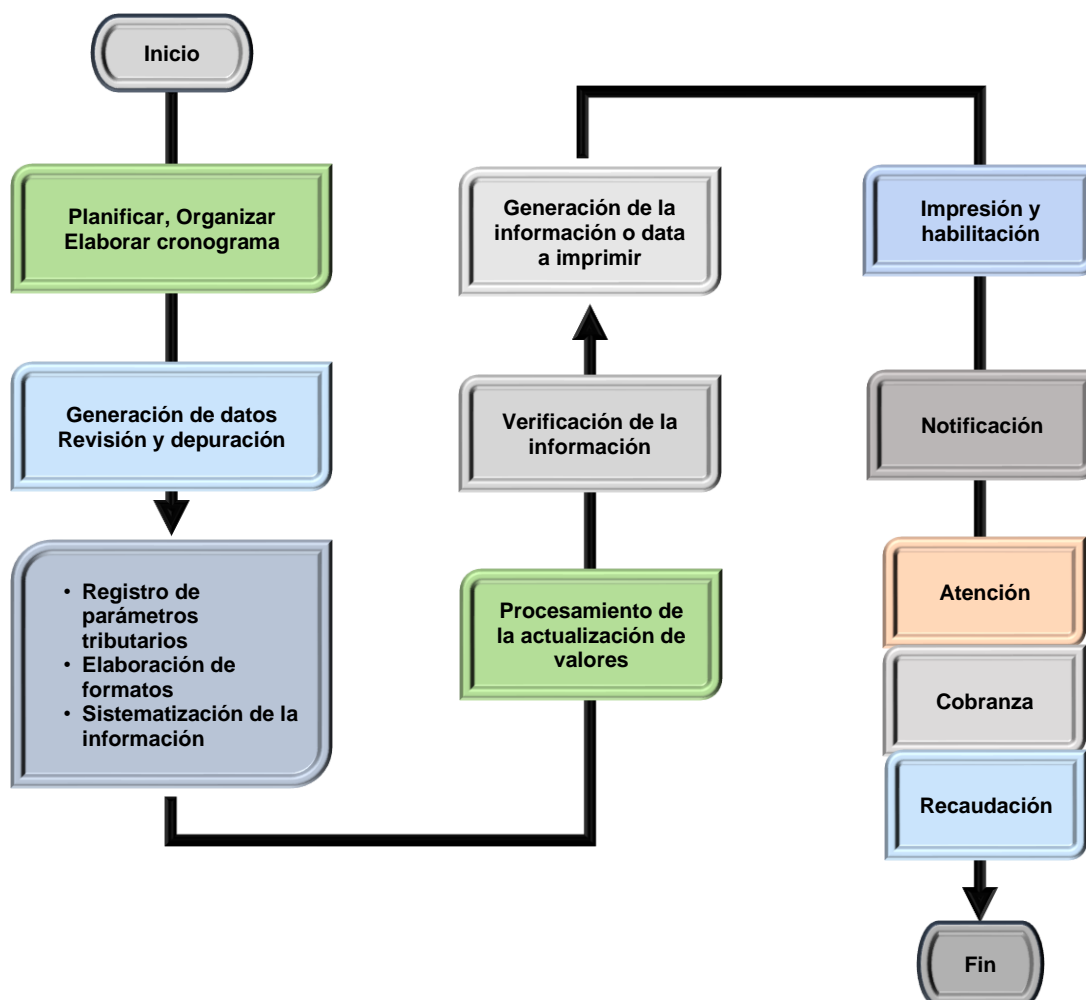 Inicio
Planificar, Organizar
Elaborar cronograma
Generación de datos
Revisión y depuración
• Registro de
parámetros
tributarios
• Elaboración de
formatos
• Sistematización de la
información
Procesamiento de
la actualización de
valores
Verificación de la
información
Generación de la
información o data
a imprimir
Impresión y
habilitación
Notificación
Atención
Cobranza
Recaudación
Fin